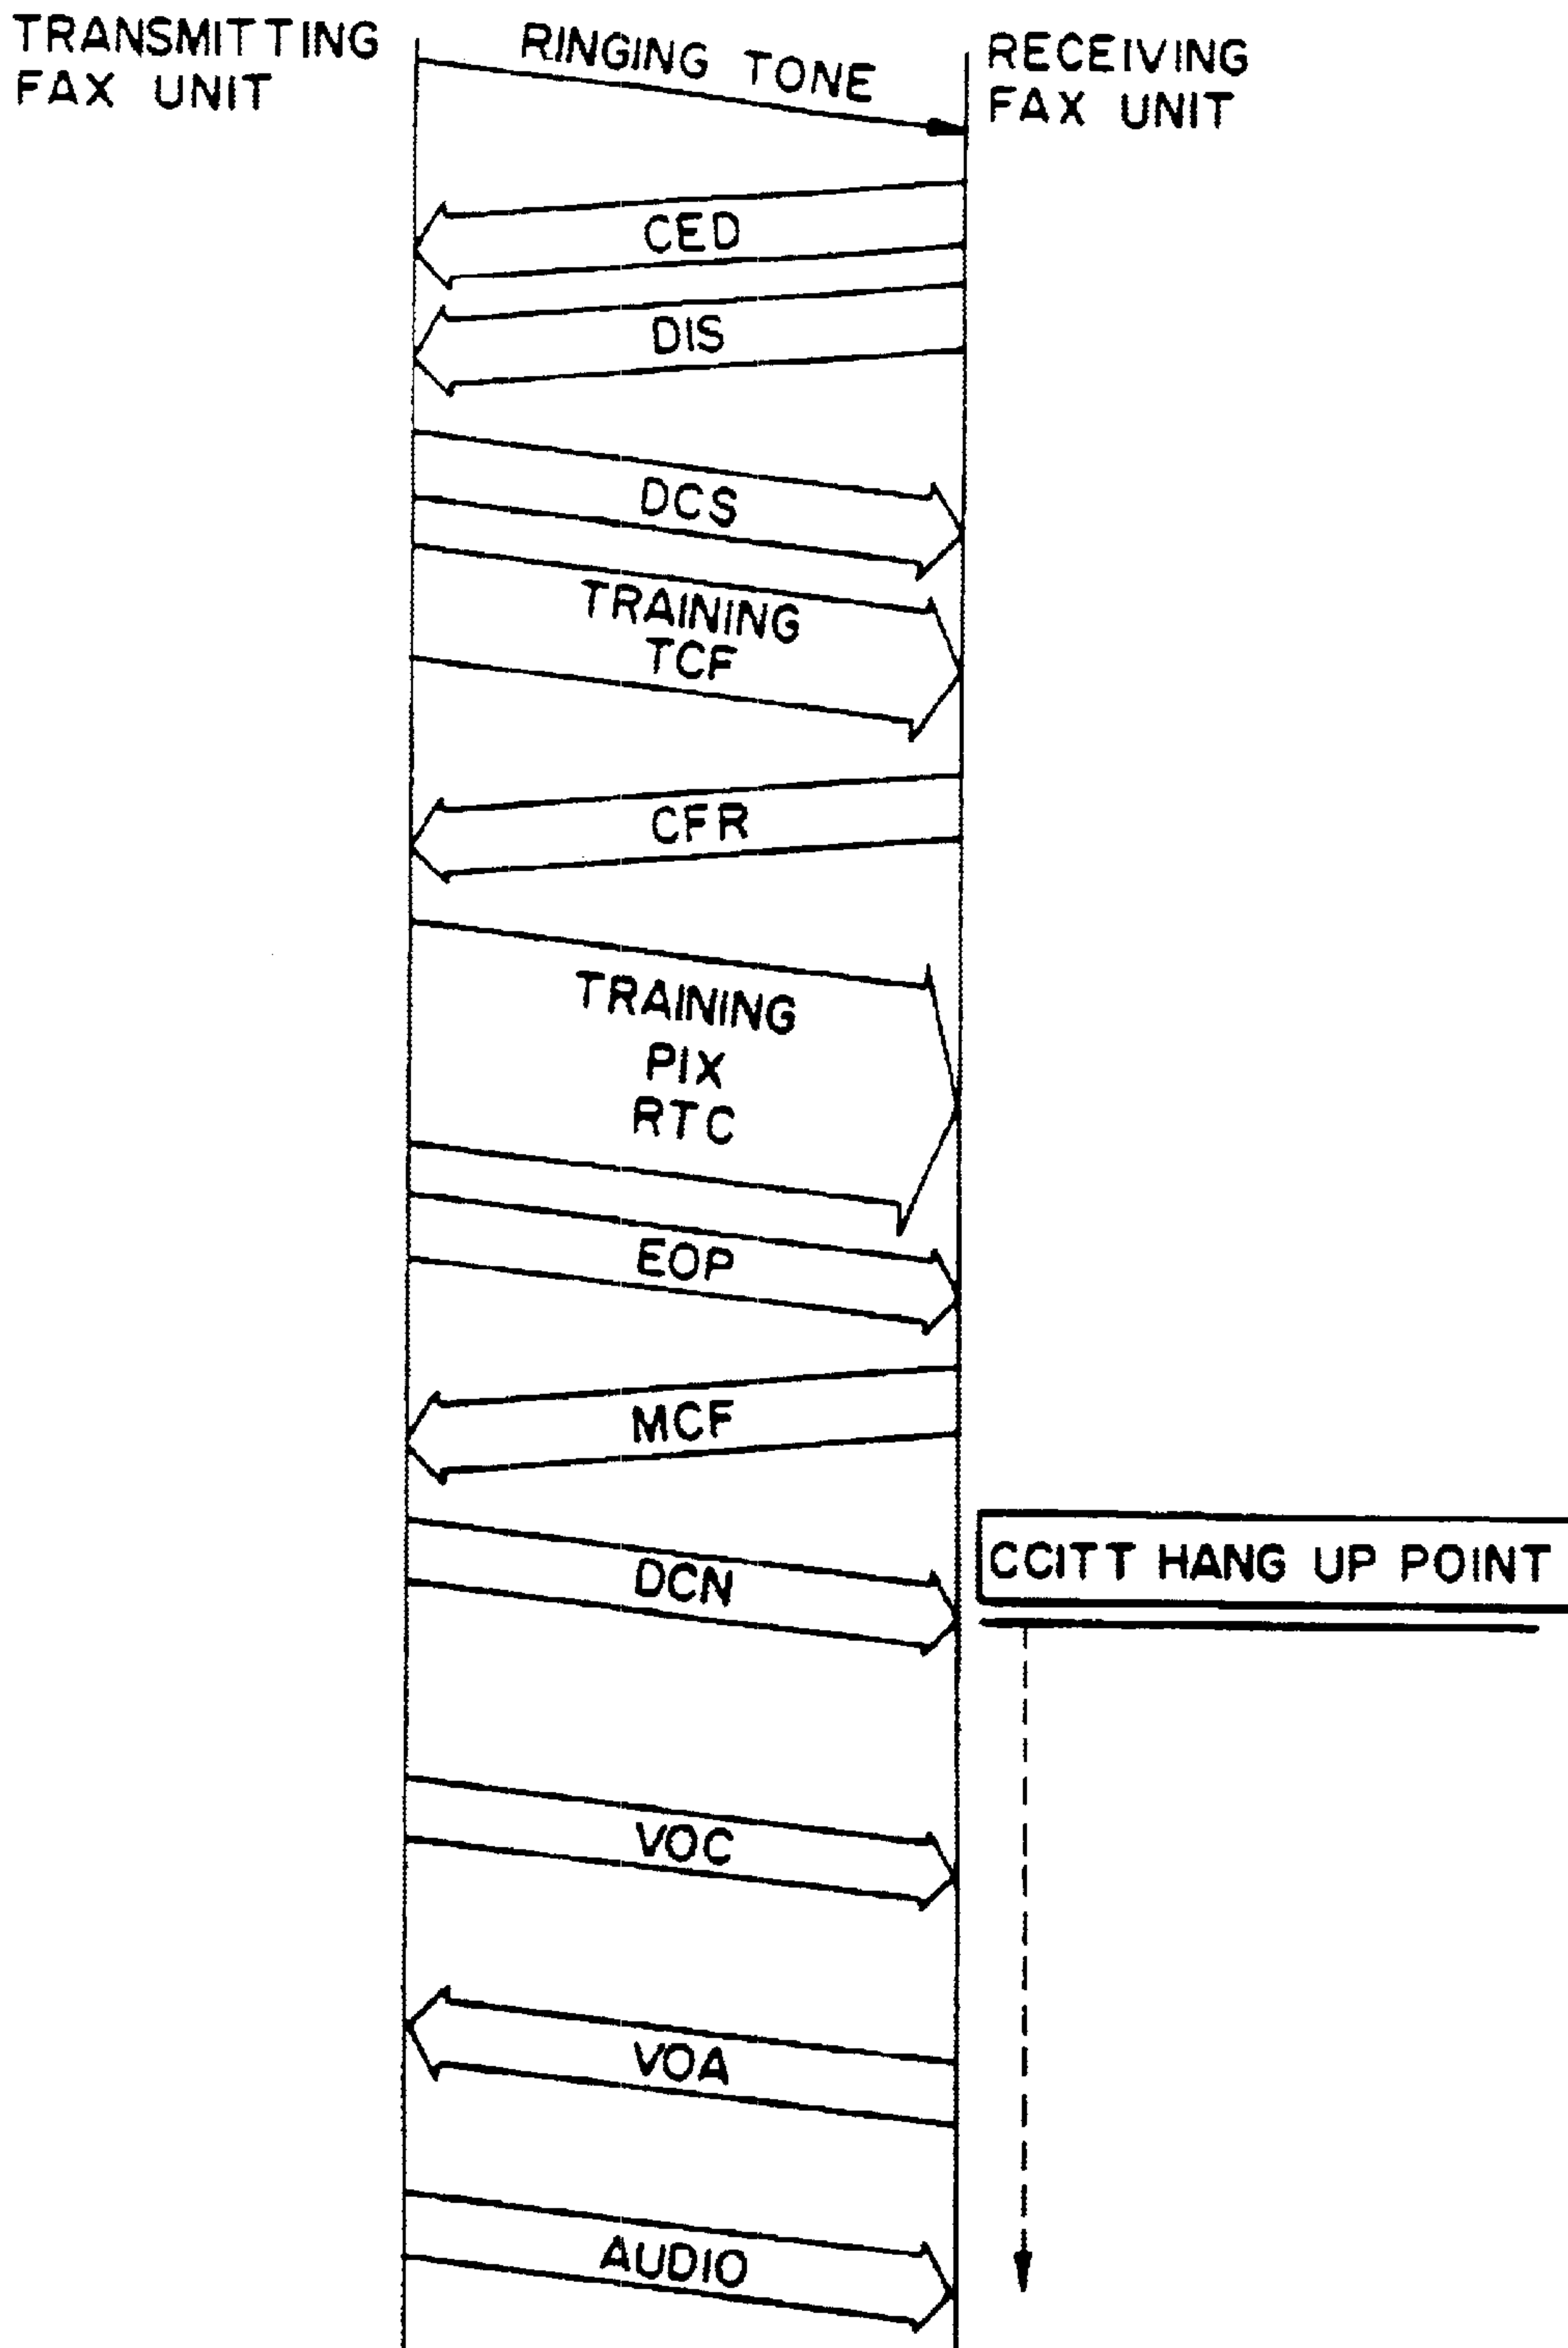 TRANSMITTING
FAX UNIT
RINGING TONE
RECEIVING
FAX UNIT
CED
DIS
DCS
TRAINING
TCF
CFR
TRAINING
PIX
RTC
EOP
MCF
DCN
CCITT HANG UP POINT
VOC
VOA
AUDIO